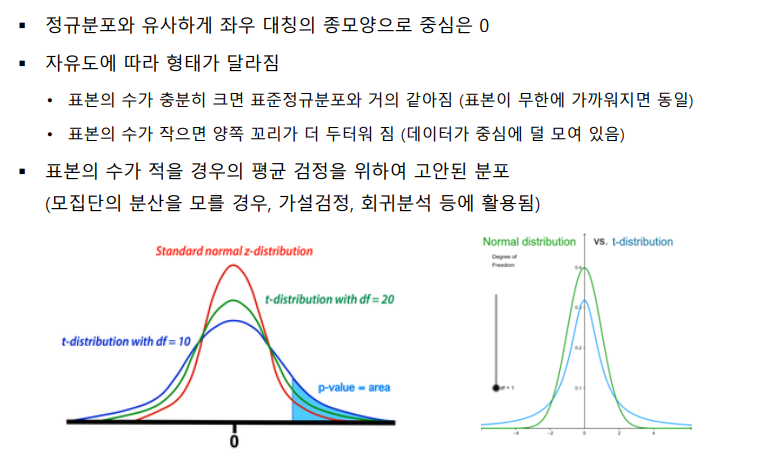 ▪ 정규분포와 유사하게 좌우 대칭의 종모양으로 중심은 0
▪ 자유도에 따라 형태가 달라짐
• 표본의 수가 충분히 크면 표준정규분포와 거의 같아짐 (표본이 무한에 가까워지면 동일)
• 표본의 수가 작으면 양쪽 꼬리가 더 두터워 짐 (데이터가 중심에 덜 모여 있음)
▪ 표본의 수가 적을 경우의 평균 검정을 위하여 고안된 분포
(모집단의 분산을 모를 경우, 가설검정, 회귀분석 등에 활용됨)
Standard normal z-distribution
t-distribution with df = 20
t-distribution with df = 10
p-value = area
0
Normal distribution vs. t-distribution
Degree of
Freedom
0.4
0.3
0.2
0.1
df = 1
-4 -2 0 2 4